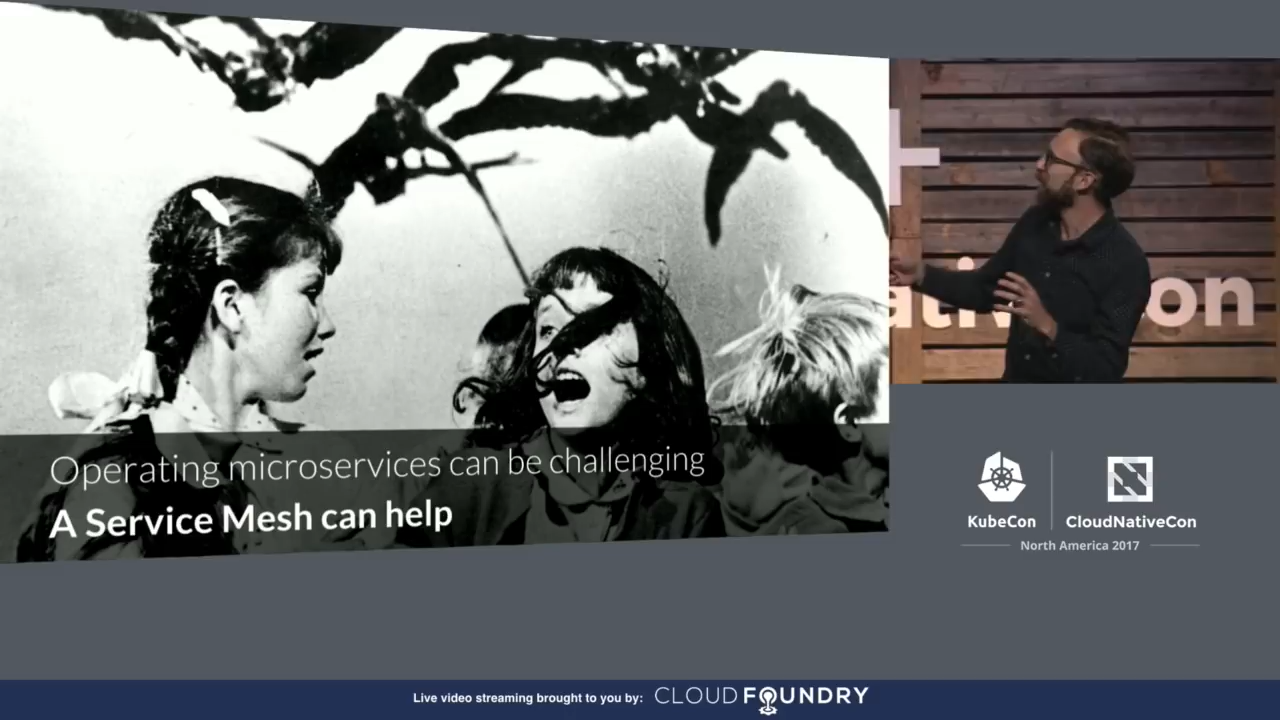 Operating microservices can be challenging
A Service Mesh can help
KubeCon
CloudNativeCon
North America 2017
Live video streaming brought to you by:
CLOUD FOUNDRY